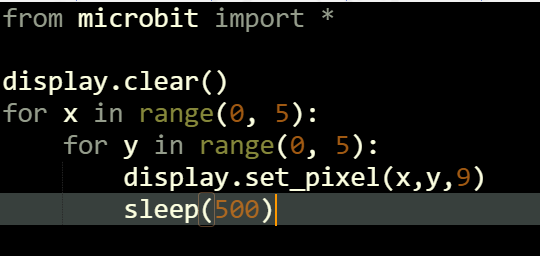 from microbit import *
display.clear()
for x in range(0, 5):
    for y in range(0, 5):
        display.set_pixel(x,y,9)
        sleep(500)